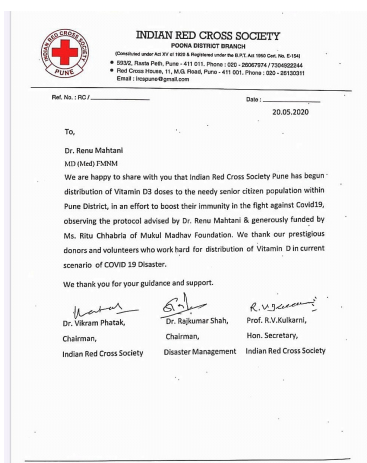 INDIAN RED CROSS SOCIETY
PUNE
INDIAN RED CROSS SOCIETY
POONA DISTRICT BRANCH
(Constituted under Act XV of 1920 & Registered under the B.P.T. Act 1950 Cert. No. E-154)
● 593/2, Rasta Peth, Pune - 411 011. Phone : 020 - 26067974 / 7304922244
● Red Cross House, 11, M.G. Road, Pune - 411 001. Phone : 020 - 26130311
Email : ircspune@gmail.com
Ref. No. : RC /
Date :
20.05.2020
To,
Dr. Renu Mahtani
MD (Med) FMNM
We are happy to share with you that Indian Red Cross Society Pune has begun
distribution of Vitamin D3 doses to the needy senior citizen population within
Pune District, in an effort to boost their immunity in the fight against Covid19,
observing the protocol advised by Dr. Renu Mahtani & generously funded by
Ms. Ritu Chhabria of Mukul Madhav Foundation. We thank our prestigious
donors and volunteers who work hard for distribution of Vitamin D in current
scenario of COVID 19 Disaster.
We thank you for your guidance and support.
Dr. Vikram Phatak, Dr. Rajkumar Shah, Prof. R.V.Kulkarni,
Chairman, Chairman, Hon. Secretary,
Indian Red Cross Society Disaster Management Indian Red Cross Society